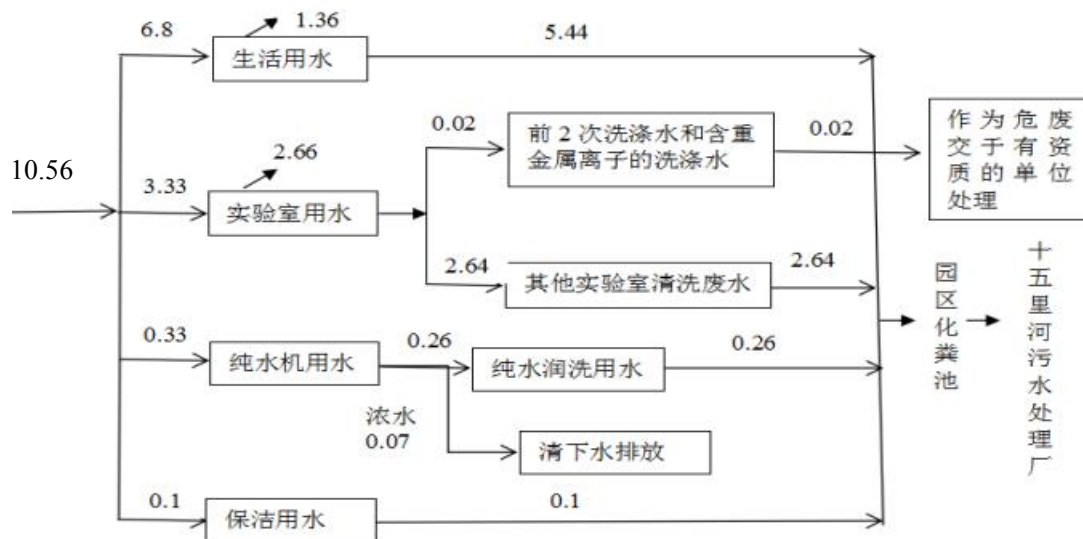 6.8
1.36
生活用水
5.44
10.56
3.33
2.66
实验室用水
0.02
前 2 次洗涤水和含重
金属离子的洗涤水
0.02
作为危废
交于有资
质的单位
处理
2.64
其他实验室清洗废水
2.64
园区化粪池
十五里河污水处理厂
0.33
纯水机用水
0.26
纯水润洗用水
0.26
浓水
0.07
清下水排放
0.1
保洁用水
0.1